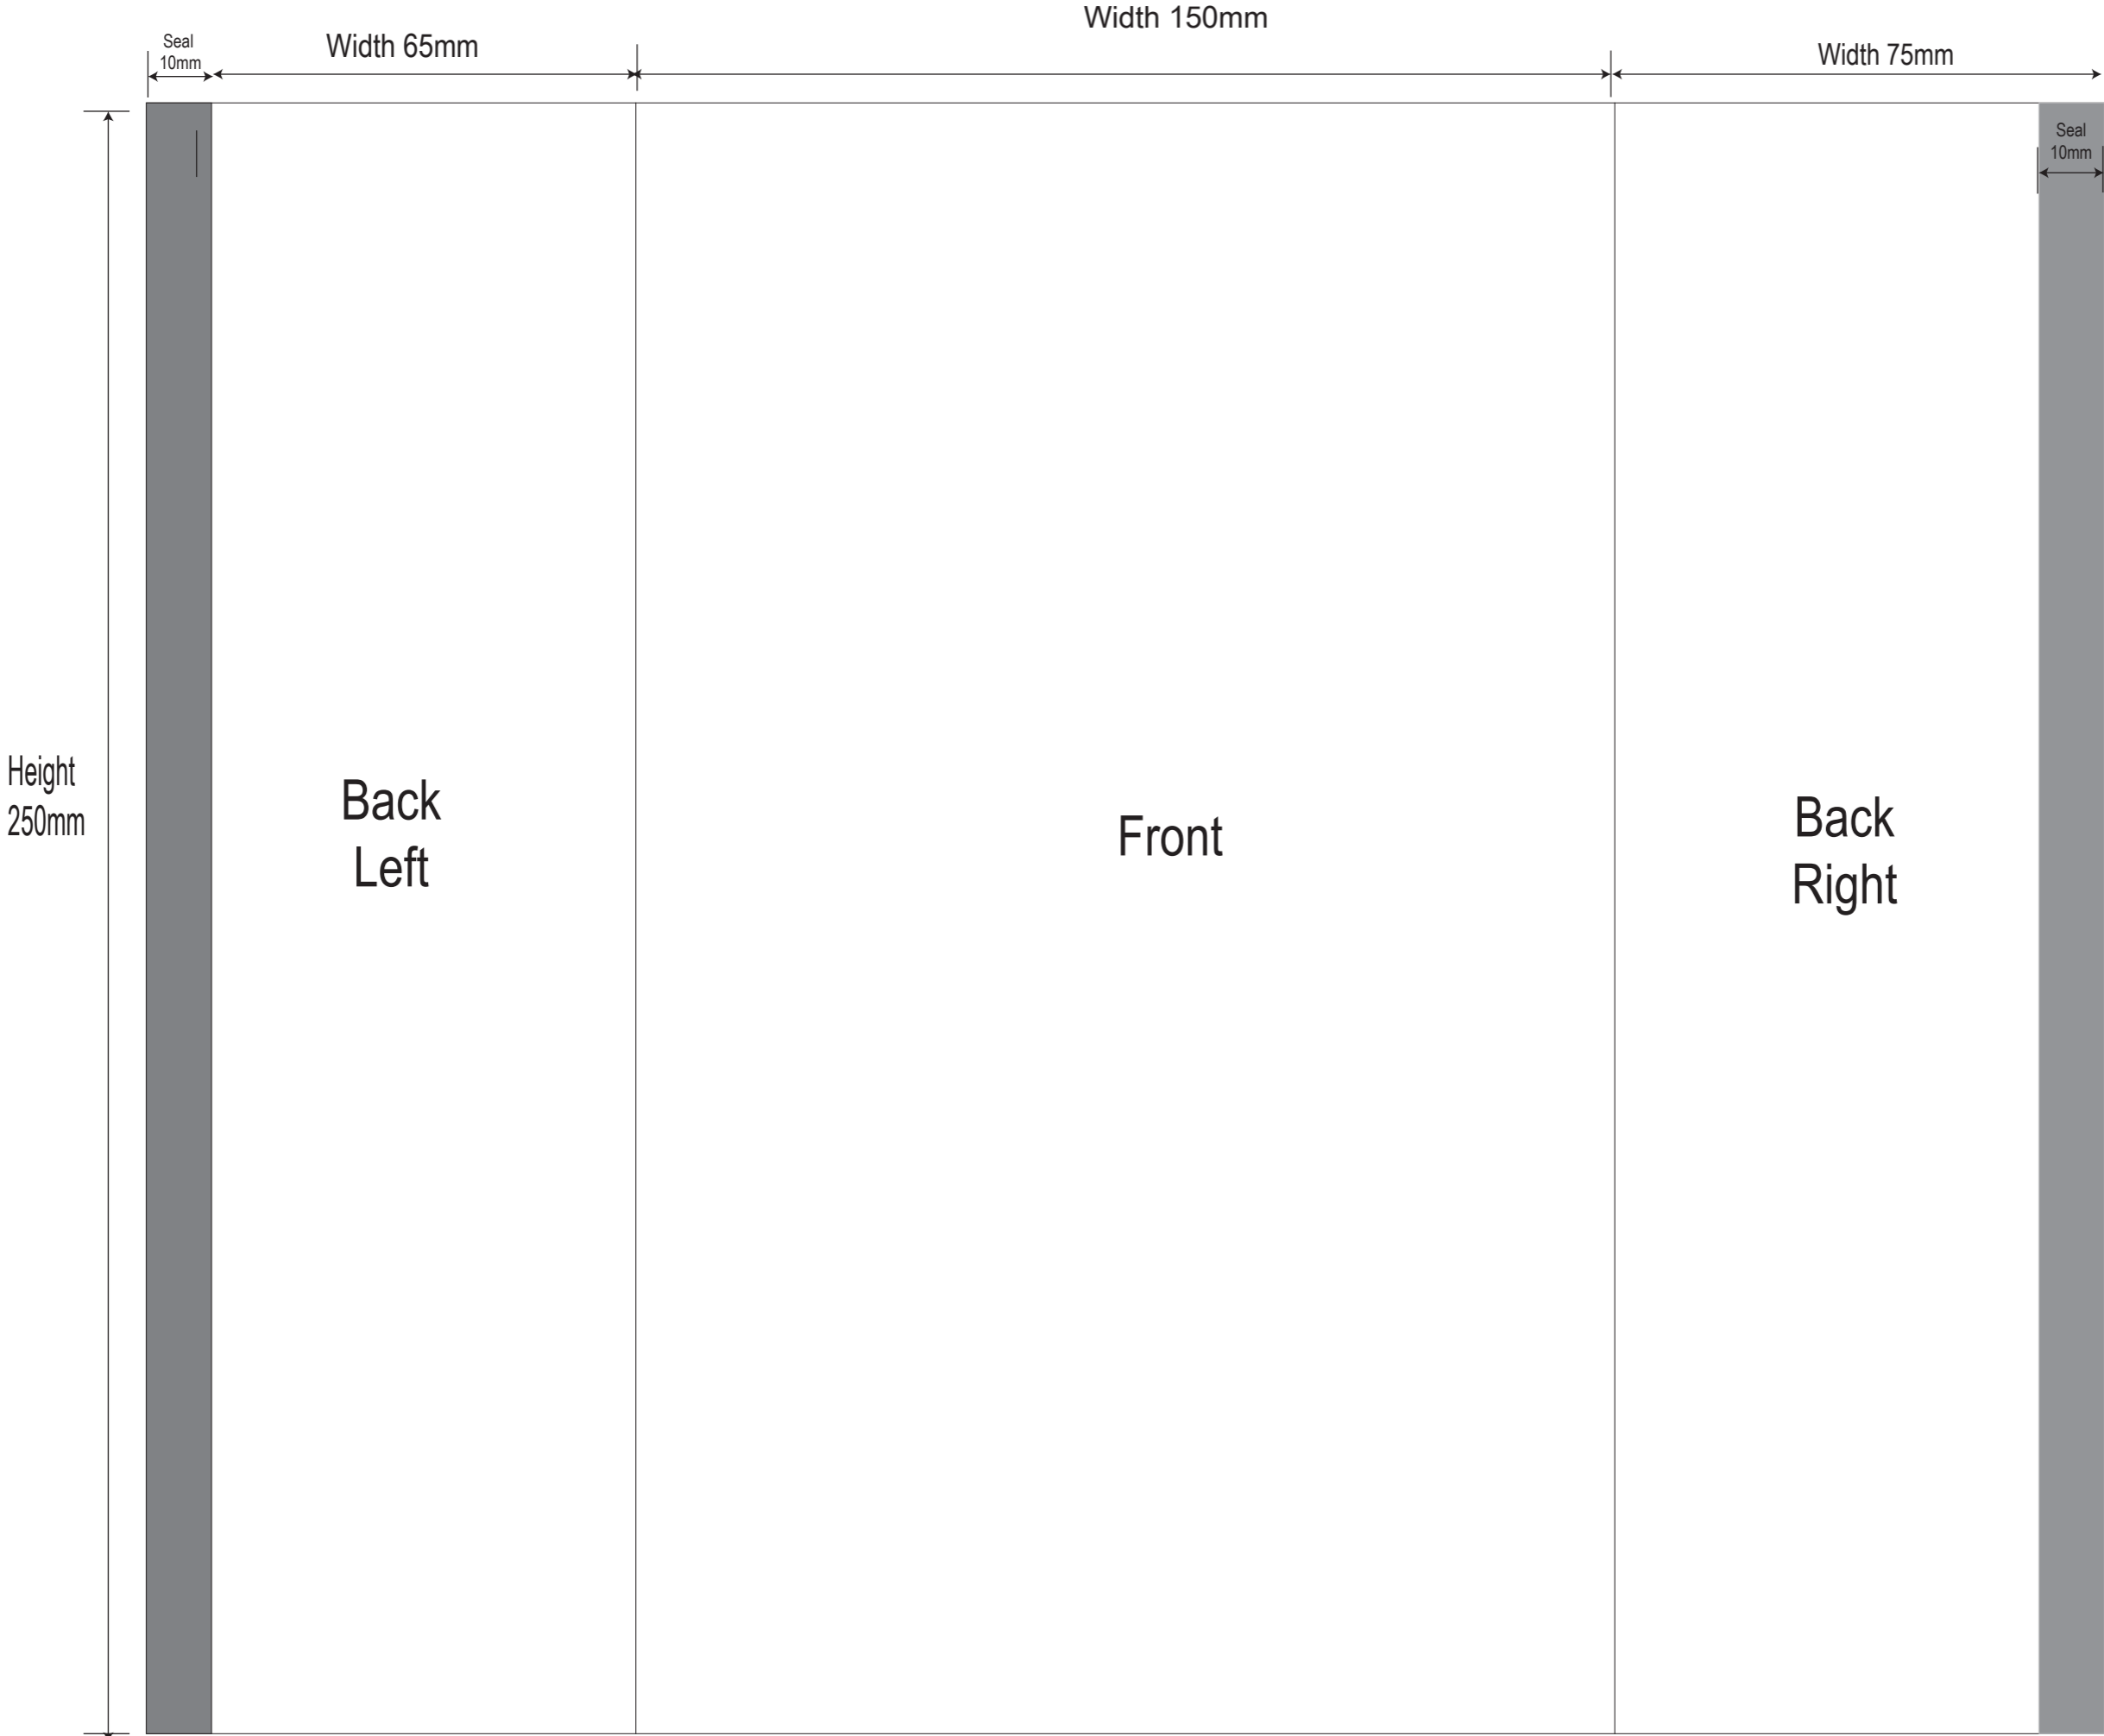 Width 150mm
Seal
10mm
Width 65mm
Width 75mm
Seal
10mm
Height
250mm
Back
Left
Front
Back
Right